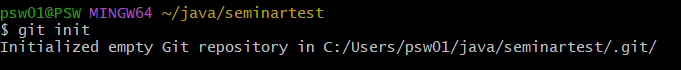 psw01@PSW MINGW64 ~/java/seminartest
$ git init
Initialized empty Git repository in C:/Users/psw01/java/seminartest/.git/